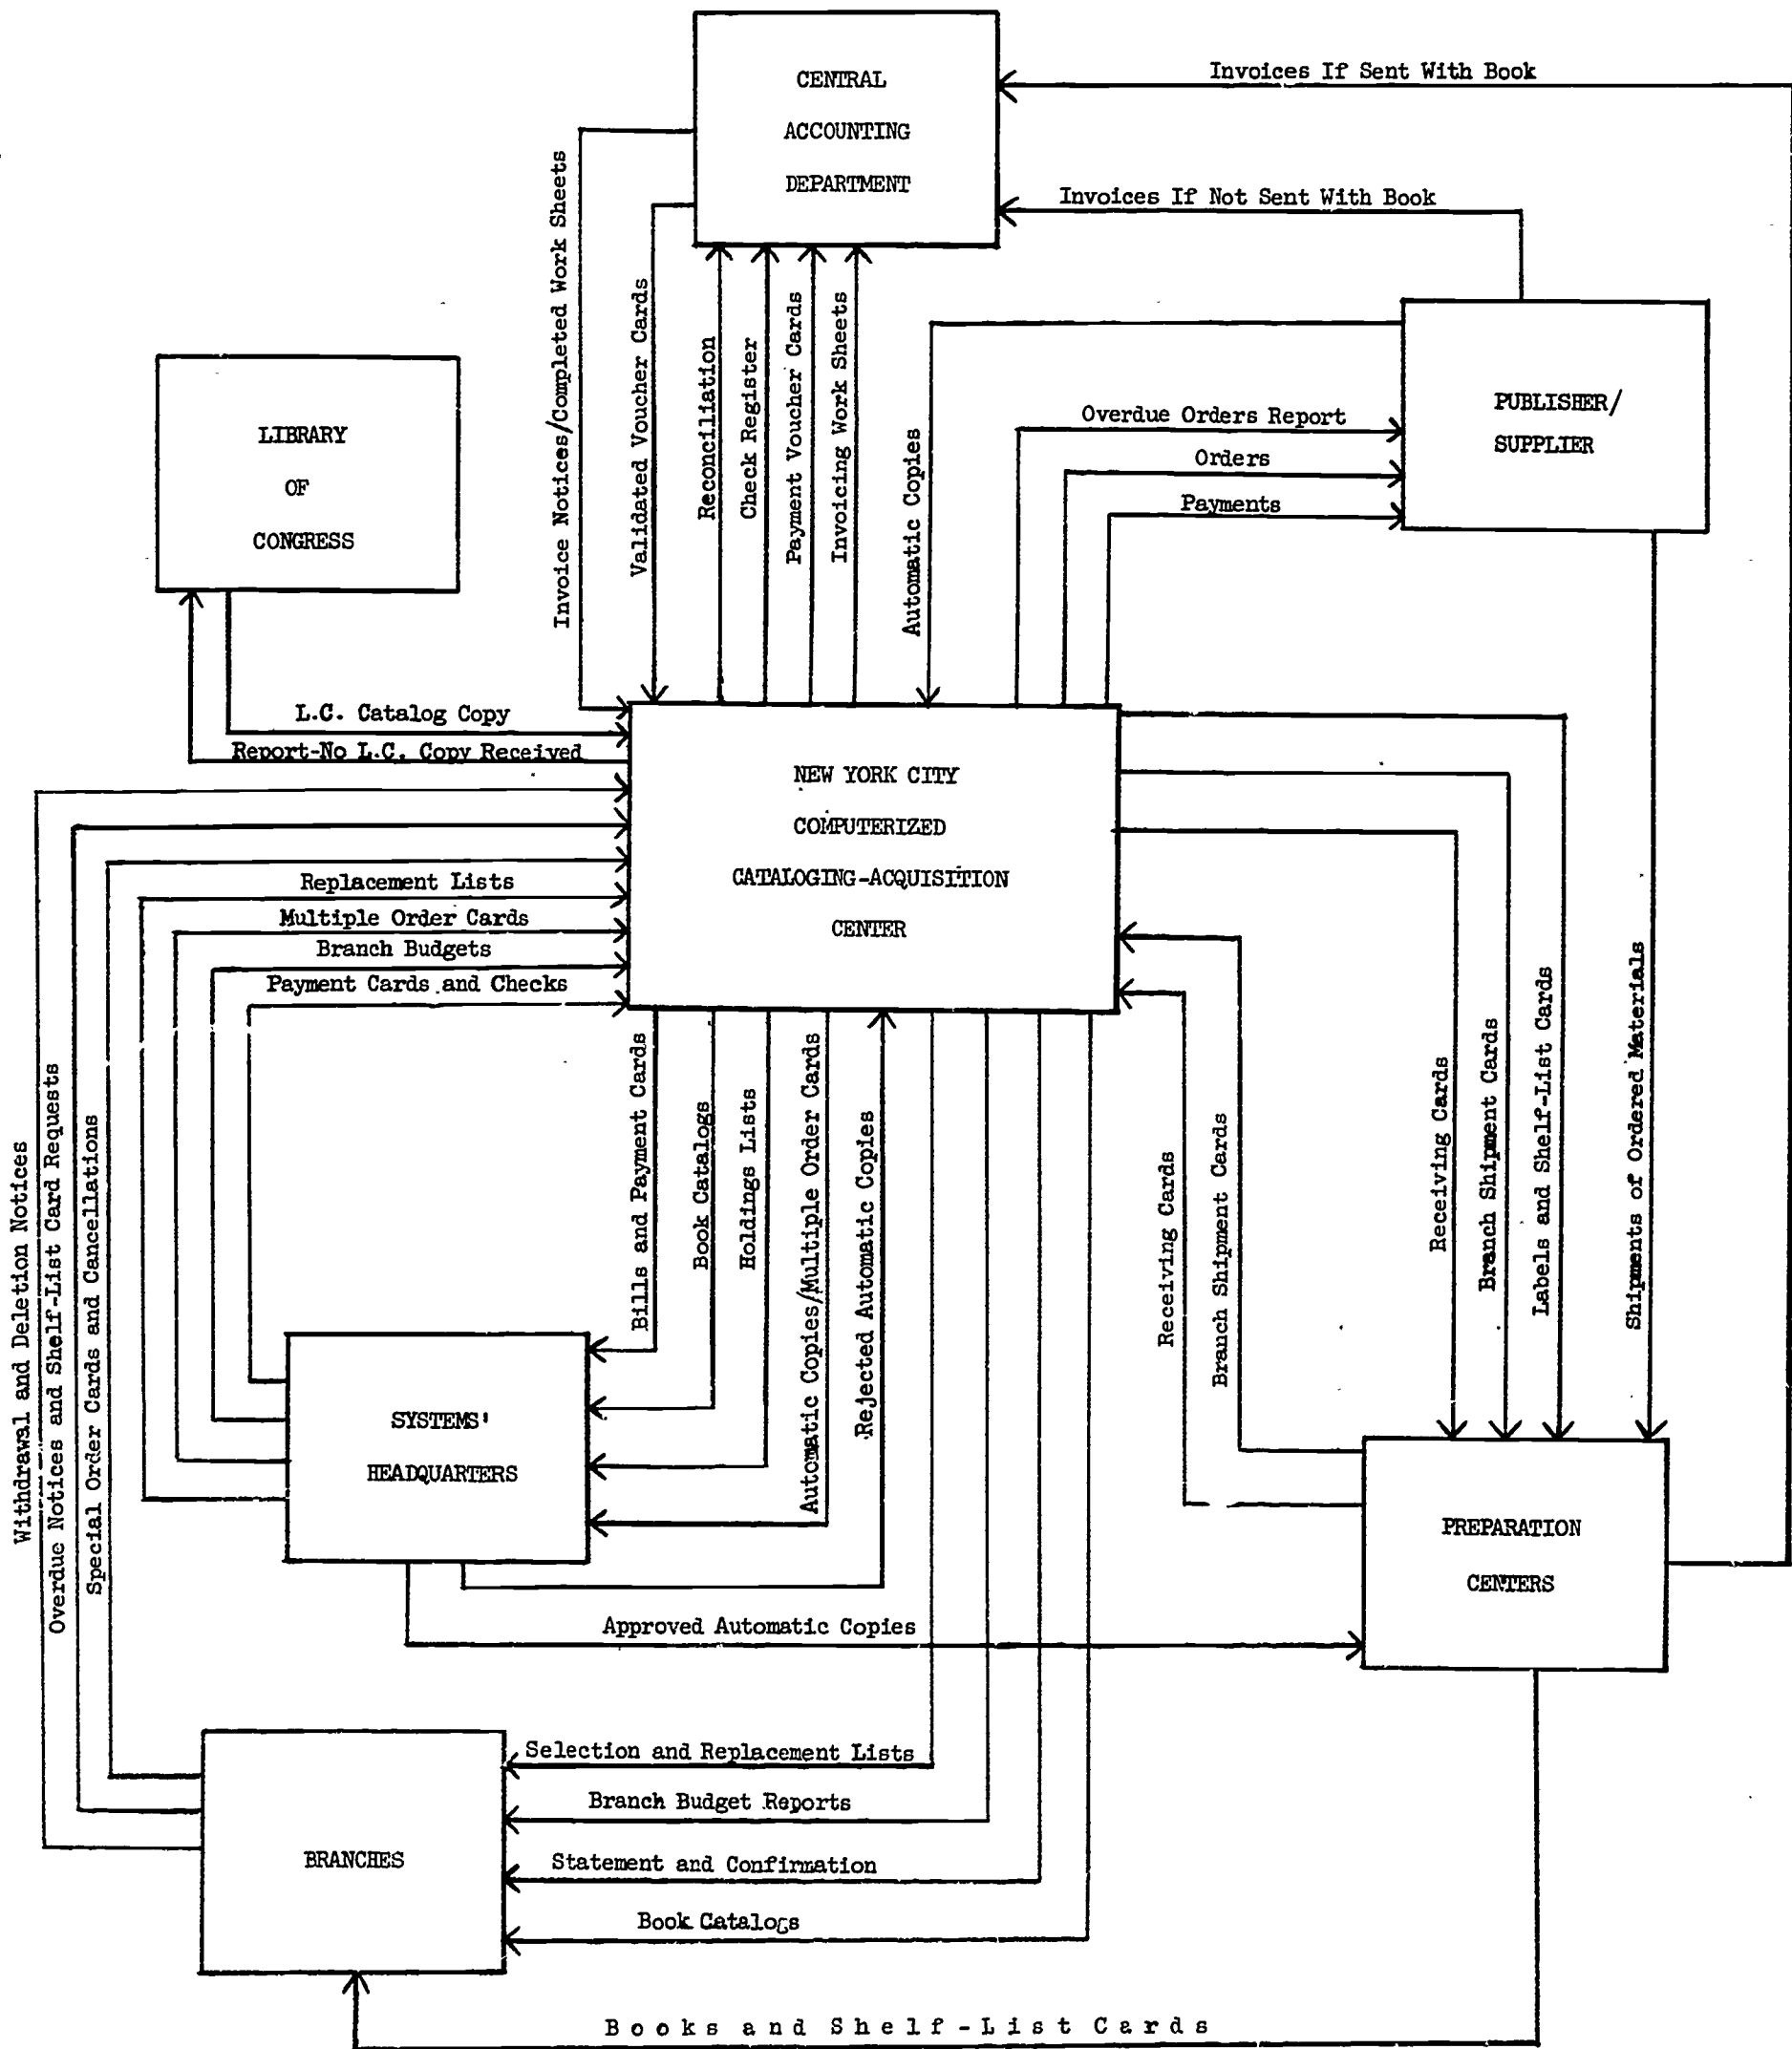 CENTRAL
ACCOUNTING
DEPARTMENT
Invoices If Sent With Book
Invoices If Not Sent With Book
Invoice Notices/Completed Work Sheets
Validated Voucher Cards
Reconciliation
Check Register
Payment Voucher Cards
Invoicing Work Sheets
Automatic Copies
PUBLISHER/
SUPPLIER
Overdue Orders Report
Orders
Payments
LIBRARY
OF
CONGRESS
L.C. Catalog Copy
Report-No L.C. Copy Received
NEW YORK CITY
COMPUTERIZED
CATALOGING-ACQUISITION
CENTER
Replacement Lists
Multiple Order Cards
Branch Budgets
Payment Cards and Checks
Withdrawal and Deletion Notices
Overdue Notices and Shelf-List Card Requests
Special Order Cards and Cancellations
Bills and Payment Cards
Book Catalogs
Holdings Lists
Automatic Copies/Multiple Order Cards
Rejected Automatic Copies
Receiving Cards
Branch Shipment Cards
Receiving Cards
Branch Shipment Cards
Labels and Shelf-List Cards
Shipments of Ordered Materials
SYSTEMS'
HEADQUARTERS
PREPARATION
CENTERS
Approved Automatic Copies
Selection and Replacement Lists
Branch Budget Reports
BRANCHES
Statement and Confirmation
Book Catalogs
Books and Shelf-List Cards